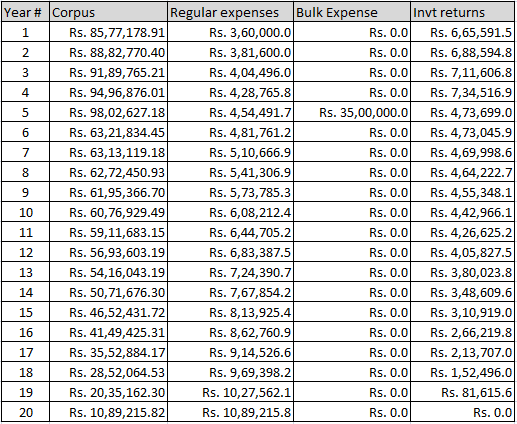 Year # Corpus Regular expenses Bulk Expense Invt returns
1 Rs. 85,77,178.91 Rs. 3,60,000.0 Rs. 0.0 Rs. 6,65,591.5
2 Rs. 88,82,770.40 Rs. 3,81,600.0 Rs. 0.0 Rs. 6,88,594.8
3 Rs. 91,89,765.21 Rs. 4,04,496.0 Rs. 0.0 Rs. 7,11,606.8
4 Rs. 94,96,876.01 Rs. 4,28,765.8 Rs. 0.0 Rs. 7,34,516.9
5 Rs. 98,02,627.18 Rs. 4,54,491.7 Rs. 35,00,000.0 Rs. 4,73,699.0
6 Rs. 63,21,834.45 Rs. 4,81,761.2 Rs. 0.0 Rs. 4,73,045.9
7 Rs. 63,13,119.18 Rs. 5,10,666.9 Rs. 0.0 Rs. 4,69,998.6
8 Rs. 62,72,450.93 Rs. 5,41,306.9 Rs. 0.0 Rs. 4,64,222.7
9 Rs. 61,95,366.70 Rs. 5,73,785.3 Rs. 0.0 Rs. 4,55,348.1
10 Rs. 60,76,929.49 Rs. 6,08,212.4 Rs. 0.0 Rs. 4,42,966.1
11 Rs. 59,11,683.15 Rs. 6,44,705.2 Rs. 0.0 Rs. 4,26,625.2
12 Rs. 56,93,603.19 Rs. 6,83,387.5 Rs. 0.0 Rs. 4,05,827.5
13 Rs. 54,16,043.19 Rs. 7,24,390.7 Rs. 0.0 Rs. 3,80,023.8
14 Rs. 50,71,676.30 Rs. 7,67,854.2 Rs. 0.0 Rs. 3,48,609.6
15 Rs. 46,52,431.72 Rs. 8,13,925.4 Rs. 0.0 Rs. 3,10,919.0
16 Rs. 41,49,425.31 Rs. 8,62,760.9 Rs. 0.0 Rs. 2,66,219.8
17 Rs. 35,52,884.17 Rs. 9,14,526.6 Rs. 0.0 Rs. 2,13,707.0
18 Rs. 28,52,064.53 Rs. 9,69,398.2 Rs. 0.0 Rs. 1,52,496.0
19 Rs. 20,35,162.30 Rs. 10,27,562.1 Rs. 0.0 Rs. 81,615.6
20 Rs. 10,89,215.82 Rs. 10,89,215.8 Rs. 0.0 Rs. 0.0